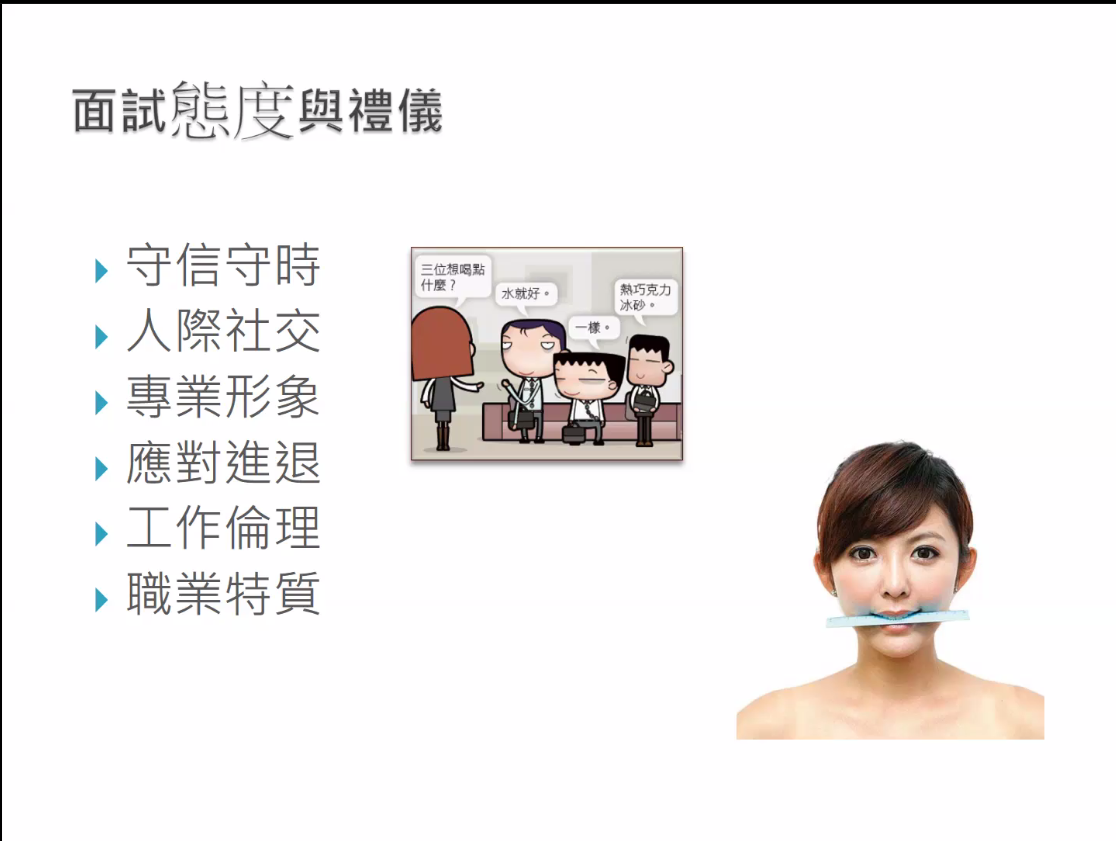 面試態度與禮儀
守信守時
人際社交
專業形象
應對進退
工作倫理
職業特質
三位想喝點
什麼？
水就好。
一樣。
熱巧克力
冰砂。